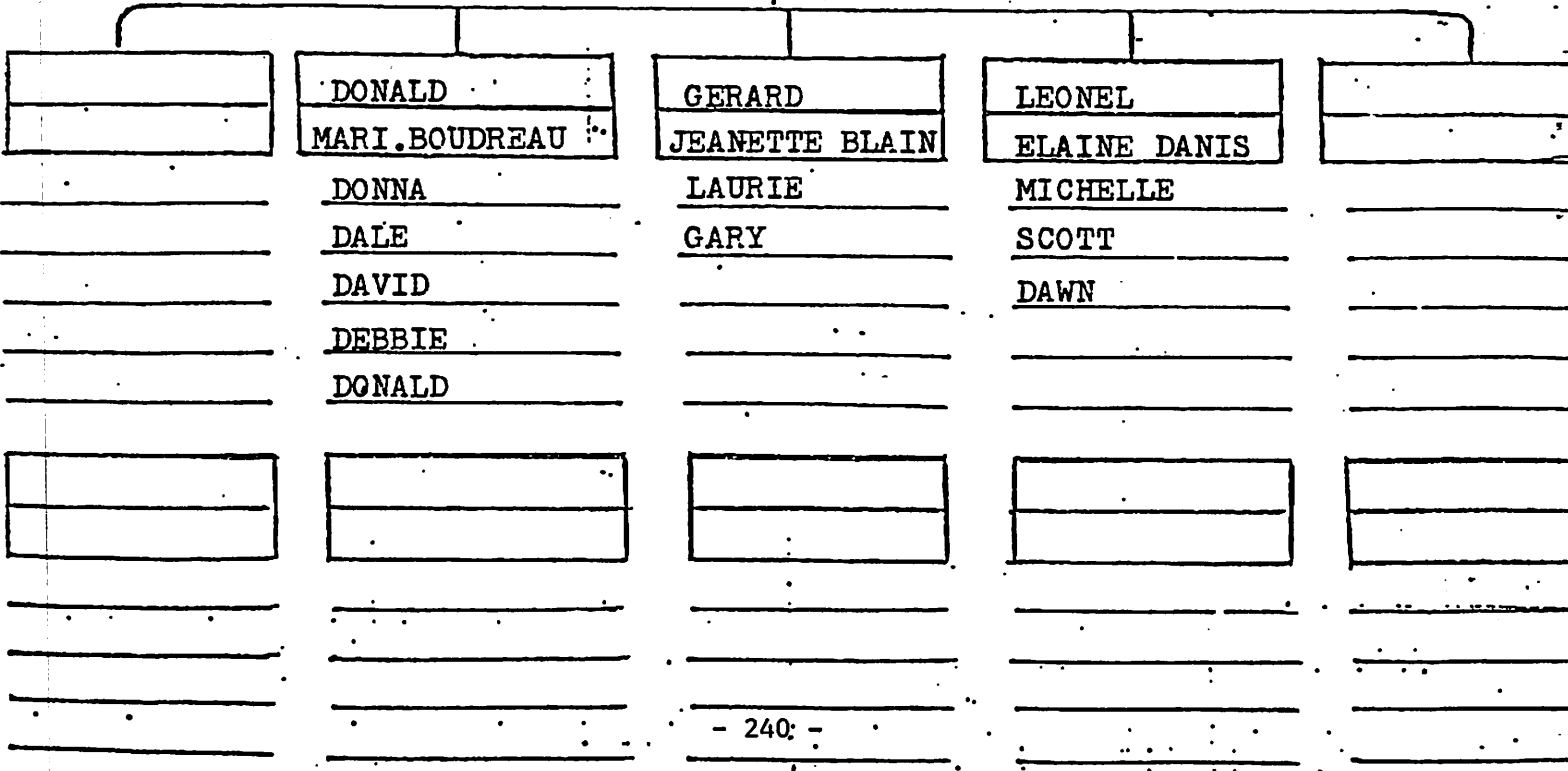 DONALD
MARI.BOUDREAU
DONNA
DALE
DAVID
DEBBIE
DONALD
GERARD
JEANETTE BLAIN
LAURIE
GARY
LEONEL
ELAINE DANIS
MICHELLE
SCOTT
DAWN
- 240 -